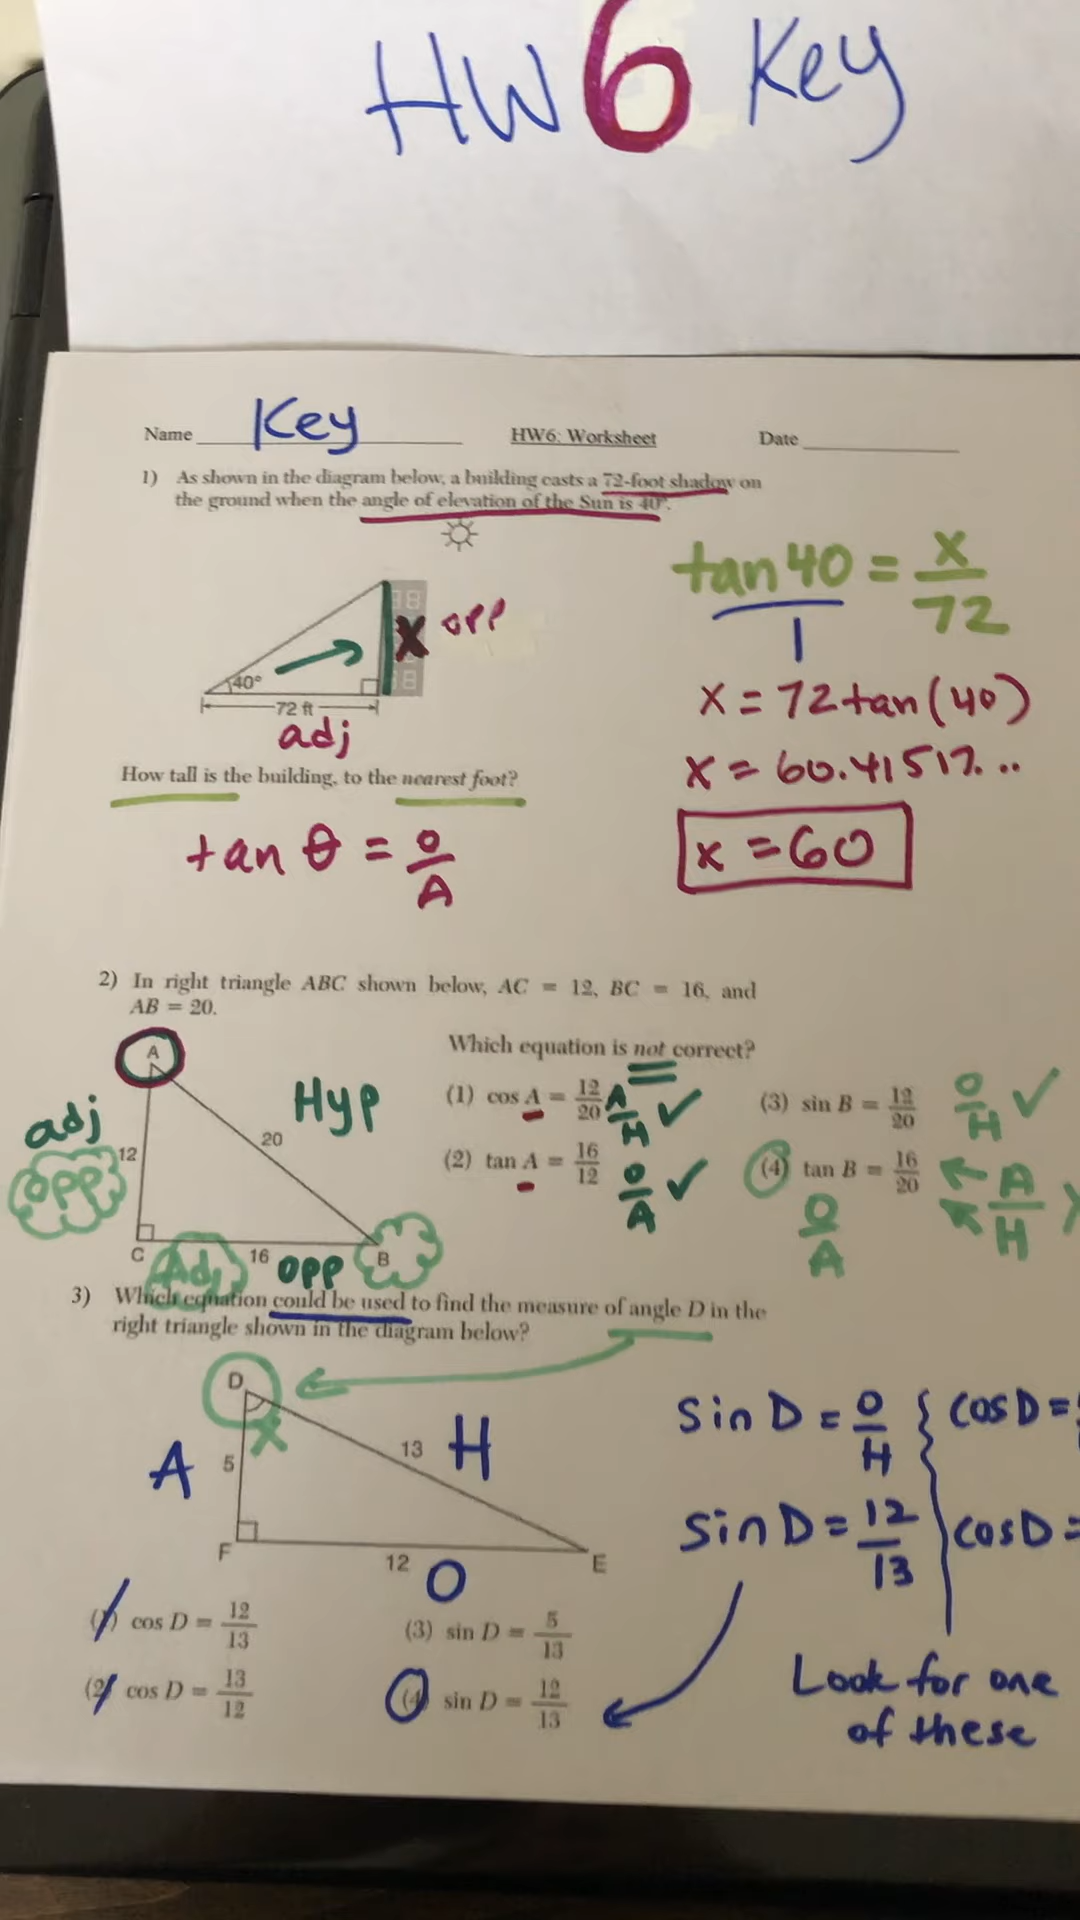 HW 6 Key
Name Key HW6: Worksheet Date
1) As shown in the diagram below, a building casts a 72-foot shadow on
the ground when the angle of elevation of the Sun is 40°.
tan 40 = x/72
1
X opp
40°
72 ft
adj
x = 72 tan (40)
x = 60.41517...
How tall is the building, to the nearest foot?
tan θ = O/A
x = 60
2) In right triangle ABC shown below, AC = 12, BC = 16, and
AB = 20.
Which equation is not correct?
A
adj
opp
12
Hyp
20
C
Adj
16
opp
B
(1) cos A = 12/20 A/H ✓
(3) sin B = 12/20 O/H ✓
(2) tan A = 16/12 O/A ✓
(4) tan B = 16/20 A/H
O/A
3) Which equation could be used to find the measure of angle D in the
right triangle shown in the diagram below?
D
X
A
5
13
H
F
12
O
E
sin D = O/H
cos D =
sin D = 12/13
cos D =
(1) cos D = 12/13
(3) sin D = 5/13
(2) cos D = 13/12
(4) sin D = 12/13
Look for one
of these